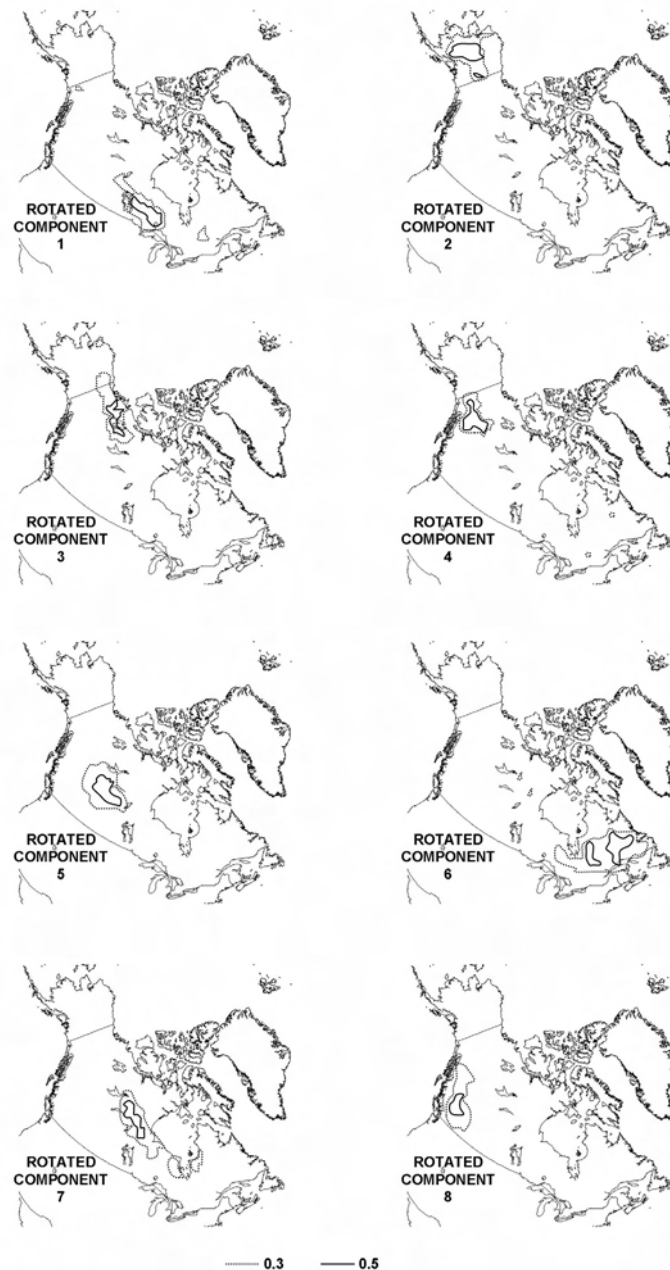 ROTATED
COMPONENT
1
ROTATED
COMPONENT
2
ROTATED
COMPONENT
3
ROTATED
COMPONENT
4
ROTATED
COMPONENT
5
ROTATED
COMPONENT
6
ROTATED
COMPONENT
7
ROTATED
COMPONENT
8
0.3 0.5